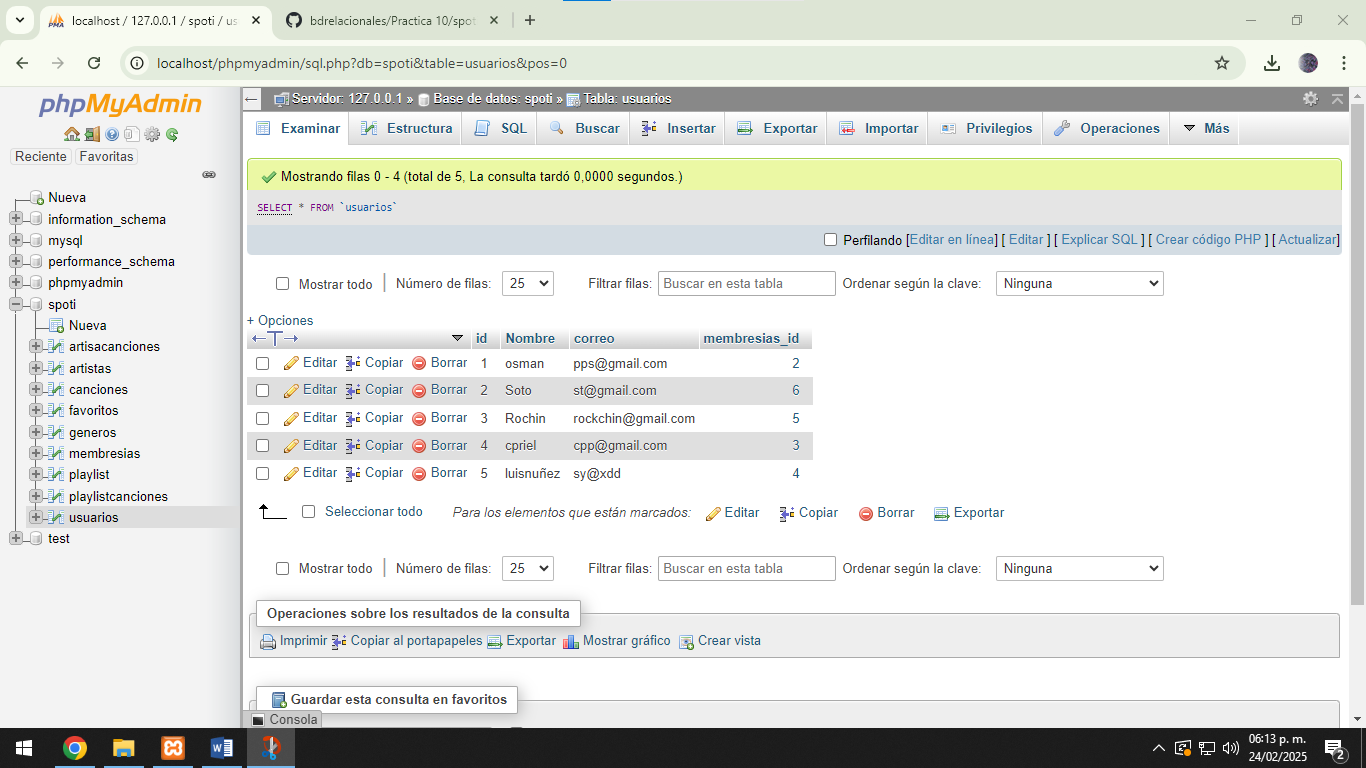 localhost / 127.0.0.1 / spoti / us
bdrelacionales/Practica 10/spot
localhost/phpmyadmin/sql.php?db=spoti&table=usuarios&pos=0
phpMyAdmin
Reciente Favoritas
Nueva
information_schema
mysql
performance_schema
phpmyadmin
spoti
Nueva
artisacanciones
artistas
canciones
favoritos
generos
membresias
playlist
playlistcanciones
usuarios
test
Servidor: 127.0.0.1 » Base de datos: spoti » Tabla: usuarios
Examinar Estructura SQL Buscar Insertar Exportar Importar Privilegios Operaciones Más
Mostrando filas 0 - 4 (total de 5, La consulta tardó 0,0000 segundos.)
SELECT * FROM `usuarios`
Perfilando [Editar en línea] [ Editar ] [ Explicar SQL ] [ Crear código PHP ] [ Actualizar]
Mostrar todo Número de filas: 25 Filtrar filas: Buscar en esta tabla Ordenar según la clave: Ninguna
+ Opciones
←T→ id Nombre correo membresias_id
Editar Copiar Borrar 1 osman pps@gmail.com 2
Editar Copiar Borrar 2 Soto st@gmail.com 6
Editar Copiar Borrar 3 Rochin rockchin@gmail.com 5
Editar Copiar Borrar 4 cpriel cpp@gmail.com 3
Editar Copiar Borrar 5 luisnuñez sy@xdd 4
Seleccionar todo Para los elementos que están marcados: Editar Copiar Borrar Exportar
Mostrar todo Número de filas: 25 Filtrar filas: Buscar en esta tabla Ordenar según la clave: Ninguna
Operaciones sobre los resultados de la consulta
Imprimir Copiar al portapapeles Exportar Mostrar gráfico Crear vista
Guardar esta consulta en favoritos
Consola
06:13 p. m.
24/02/2025
2